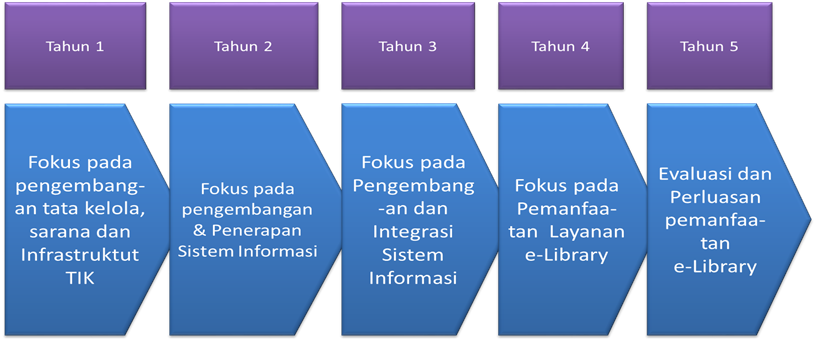 Tahun 1
Tahun 2
Tahun 3
Tahun 4
Tahun 5
Fokus pada
pengembang-
an tata kelola,
sarana dan
Infrastruktut
TIK
Fokus pada
pengembangan
& Penerapan
Sistem Informasi
Fokus pada
Pengembang
-an dan
Integrasi
Sistem
Informasi
Fokus pada
Pemanfaa-
tan Layanan
e-Library
Evaluasi dan
Perluasan
pemanfaa-
tan
e-Library